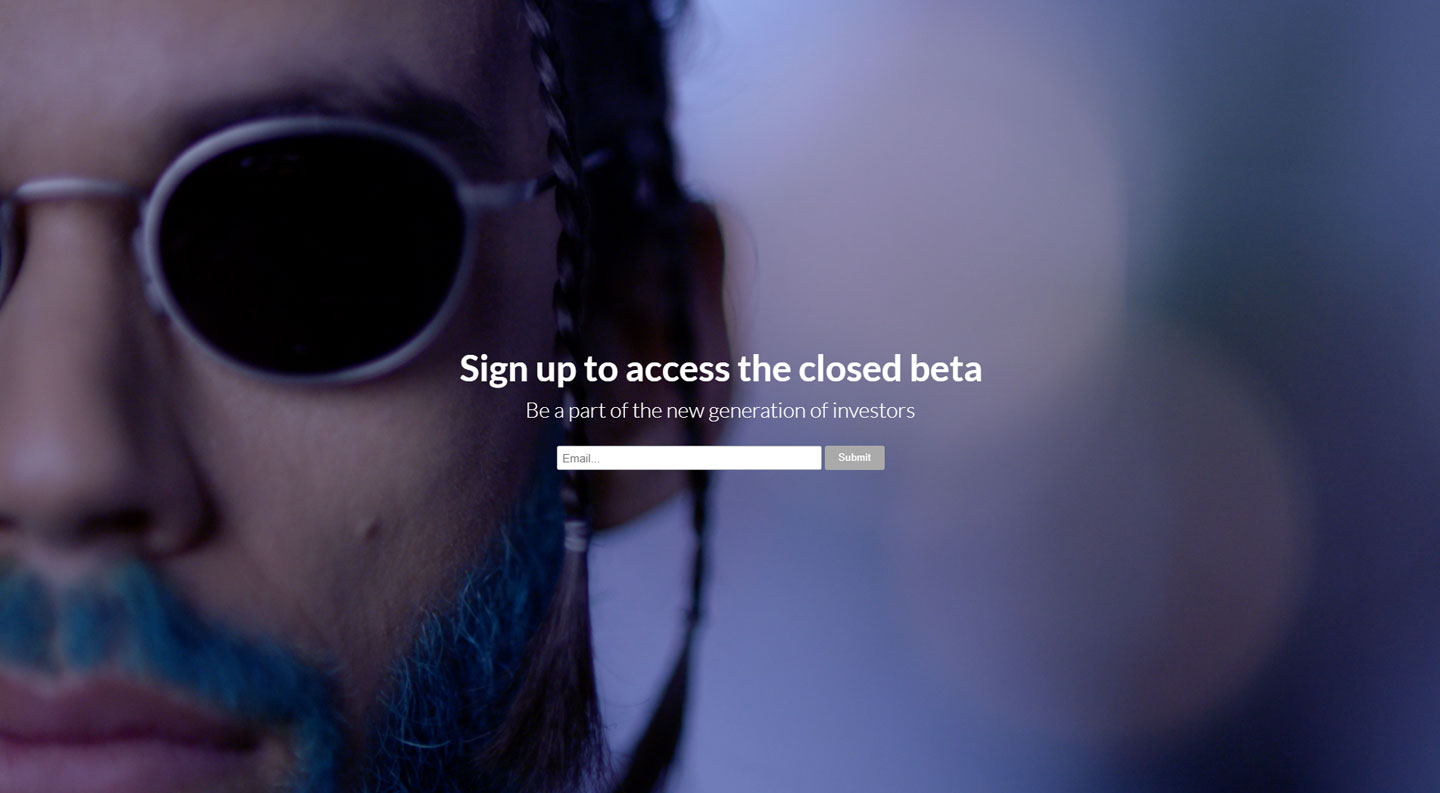 Sign up to access the closed beta
Be a part of the new generation of investors
Email...
Submit